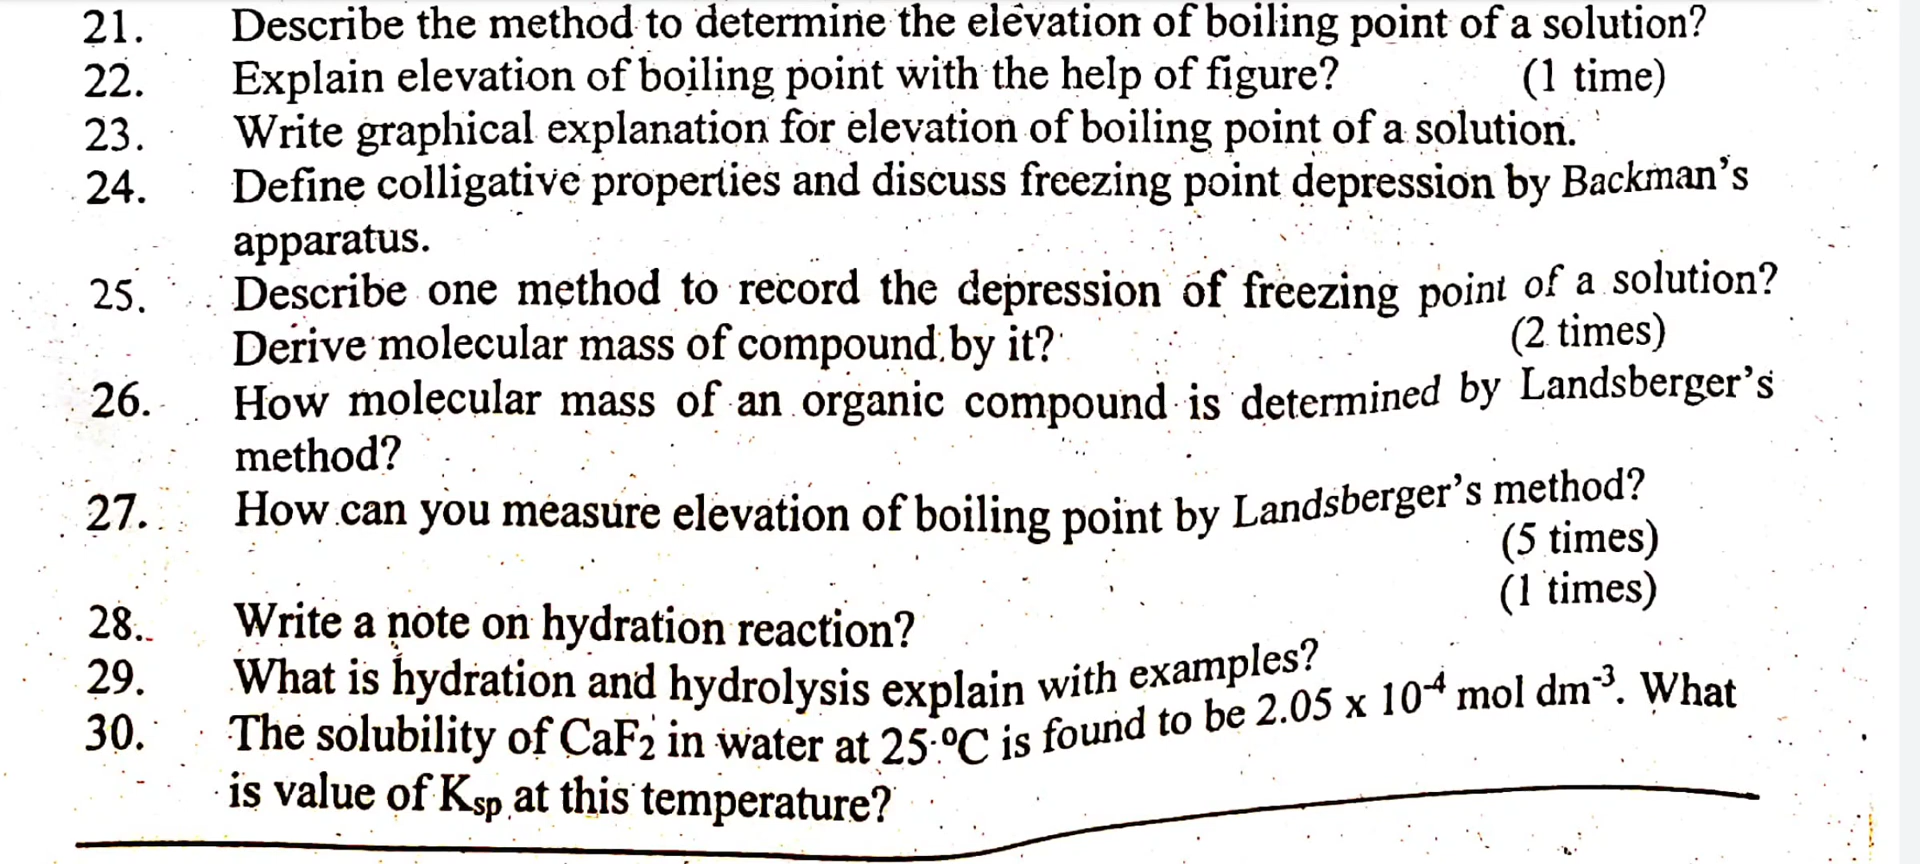 21. Describe the method to determine the elevation of boiling point of a solution?
22. Explain elevation of boiling point with the help of figure? (1 time)
23. Write graphical explanation for elevation of boiling point of a solution.
24. Define colligative properties and discuss freezing point depression by Backman's
apparatus.
25. Describe one method to record the depression of freezing point of a solution?
Derive molecular mass of compound by it? (2 times)
26. How molecular mass of an organic compound is determined by Landsberger's
method?
27. How can you measure elevation of boiling point by Landsberger's method?
(5 times)
(1 times)
28. Write a note on hydration reaction?
29. What is hydration and hydrolysis explain with examples?
30. The solubility of CaF₂ in water at 25 ⁰C is found to be 2.05 x 10⁻⁴ mol dm⁻³. What
is value of Ksp at this temperature?